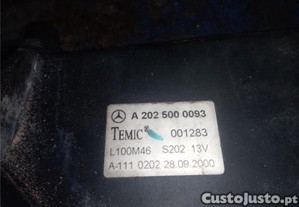 A 202 500 0093
TEMIC 001283
L100M46 S202 13V
A-111 0202 28.09.2000
CustoJusto.pt